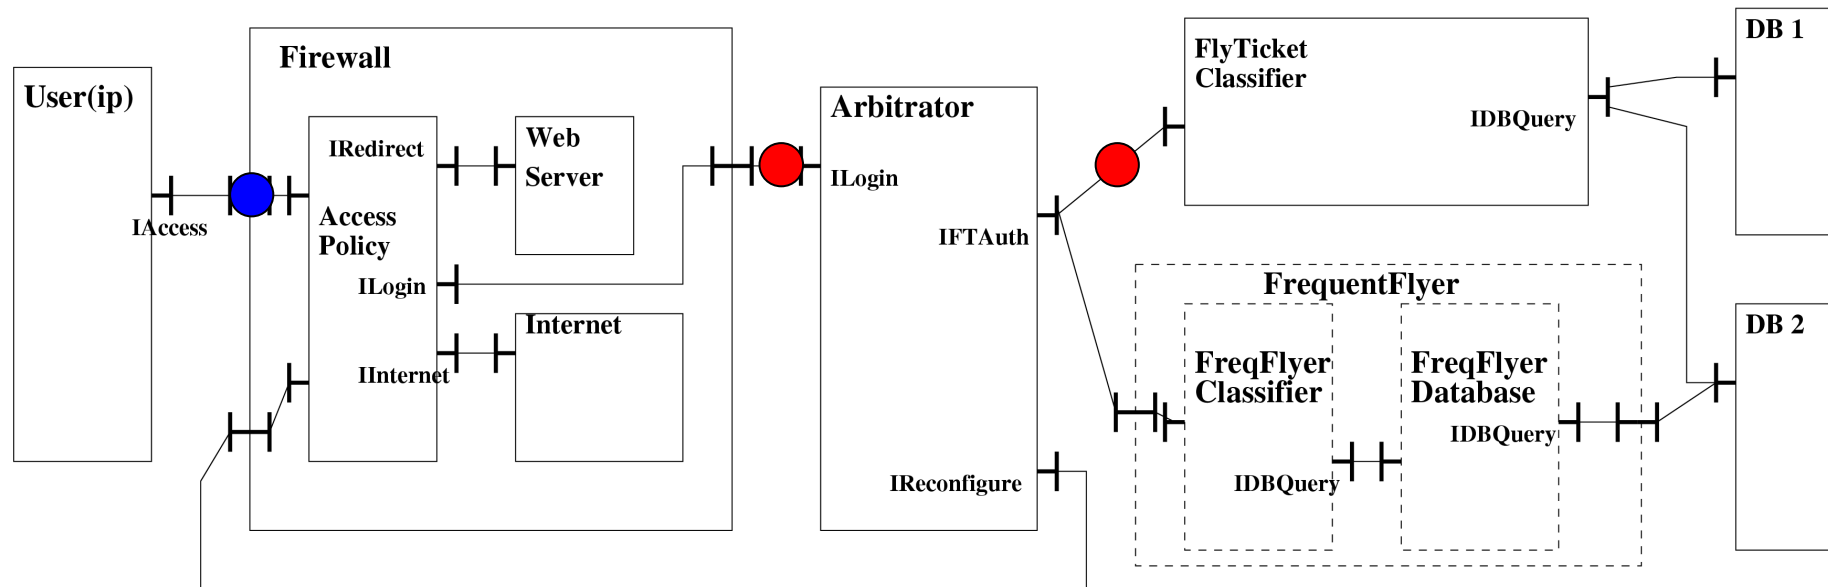 User(ip)
IAccess
Firewall
IRedirect
Access
Policy
ILogin
IInternet
Web
Server
Internet
Arbitrator
ILogin
IFTAuth
IReconfigure
FlyTicket
Classifier
IDBQuery
FrequentFlyer
FreqFlyer
Classifier
IDBQuery
FreqFlyer
Database
IDBQuery
DB 1
DB 2